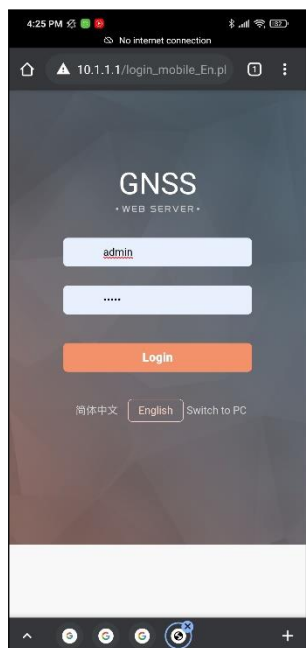 4:25 PM
No internet connection
10.1.1.1/login_mobile_En.pl
1
GNSS
• WEB SERVER •
admin
•••••
Login
简体中文 English Switch to PC